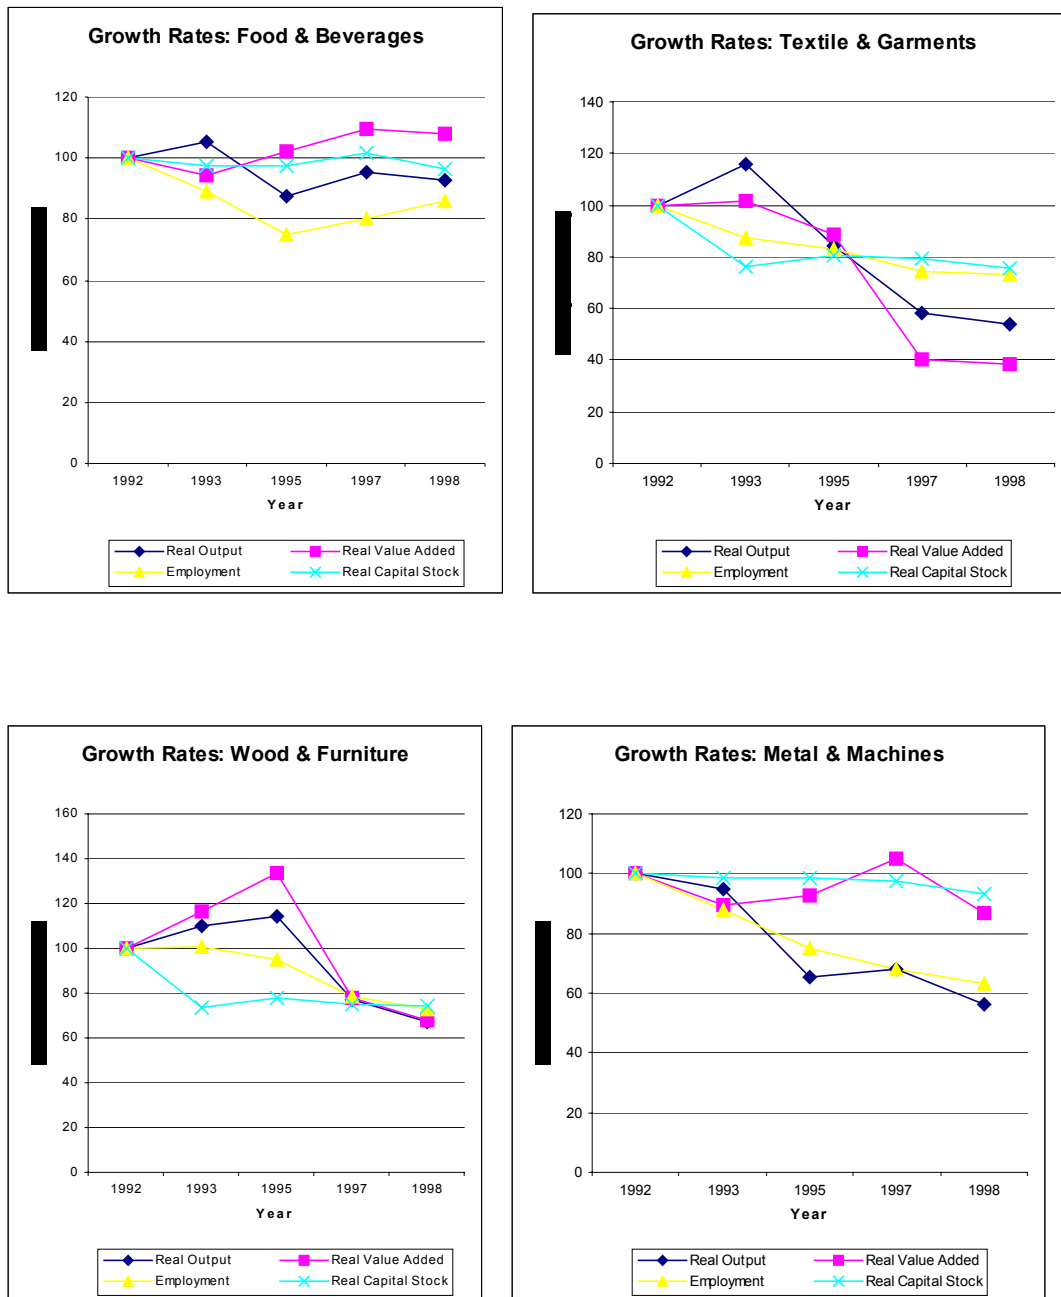 Growth Rates: Food & Beverages
120
100
80
60
40
20
0
1992 1993 1995 1997 1998
Year
Real Output Real Value Added
Employment Real Capital Stock
Growth Rates: Textile & Garments
140
120
100
80
60
40
20
0
1992 1993 1995 1997 1998
Year
Real Output Real Value Added
Employment Real Capital Stock
Growth Rates: Wood & Furniture
160
140
120
100
80
60
40
20
0
1992 1993 1995 1997 1998
Year
Real Output Real Value Added
Employment Real Capital Stock
Growth Rates: Metal & Machines
120
100
80
60
40
20
0
1992 1993 1995 1997 1998
Year
Real Output Real Value Added
Employment Real Capital Stock